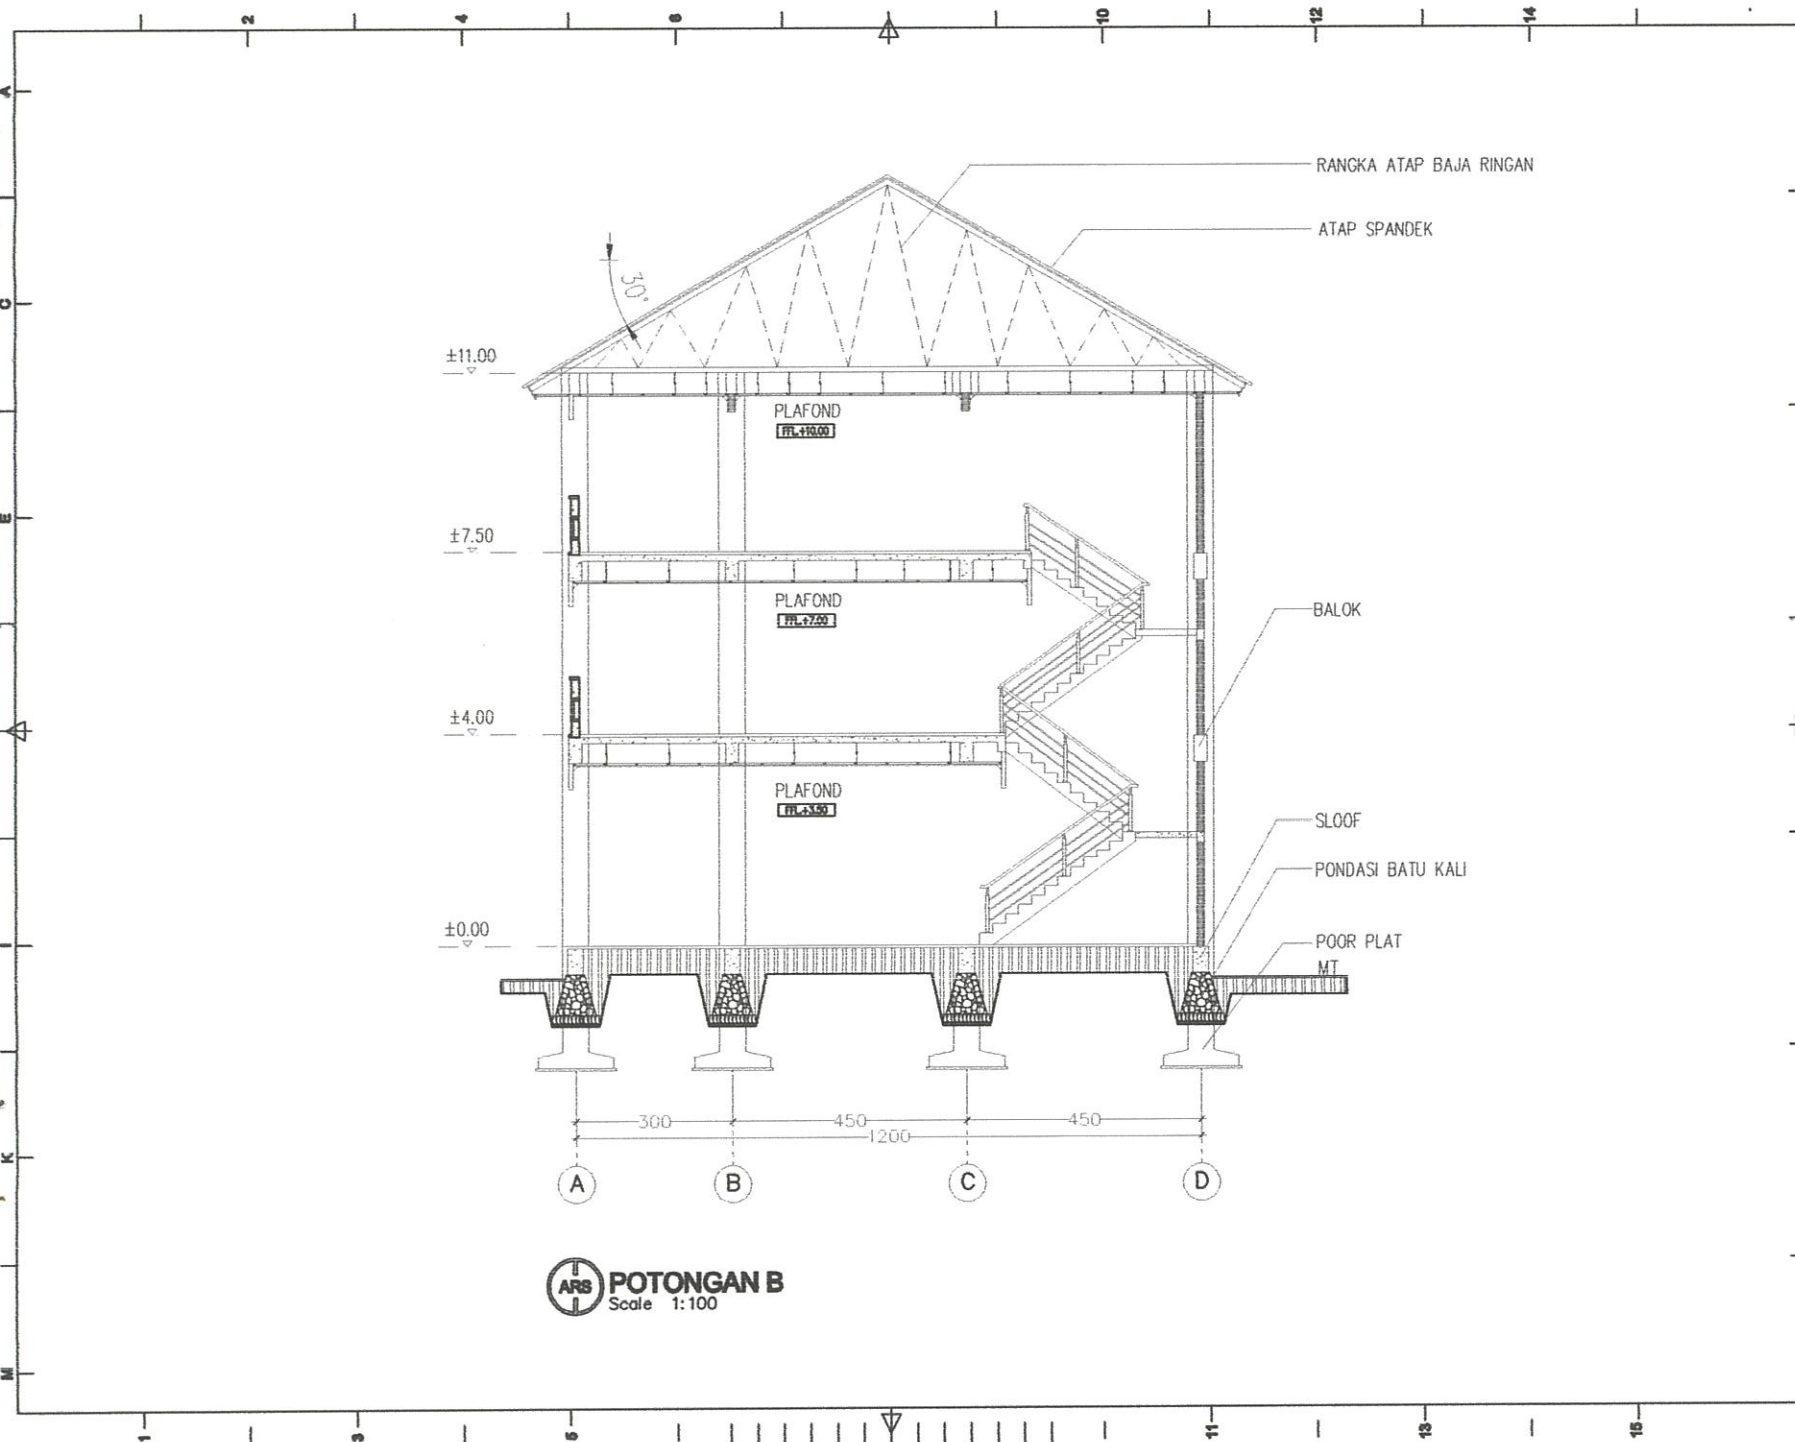 2
4
6
10
12
14
A
C
E
I
K
M
RANGKA ATAP BAJA RINGAN
ATAP SPANDEK
30°
±11.00
PLAFOND
FFL.+10.00
±7.50
PLAFOND
FFL.+7.00
BALOK
±4.00
PLAFOND
FFL.+3.50
SLOOF
PONDASI BATU KALI
±0.00
POOR PLAT
MT
300 450 450
1200
A B C D
ARS POTONGAN B
Scale 1:100
1
3
5
11
13
15